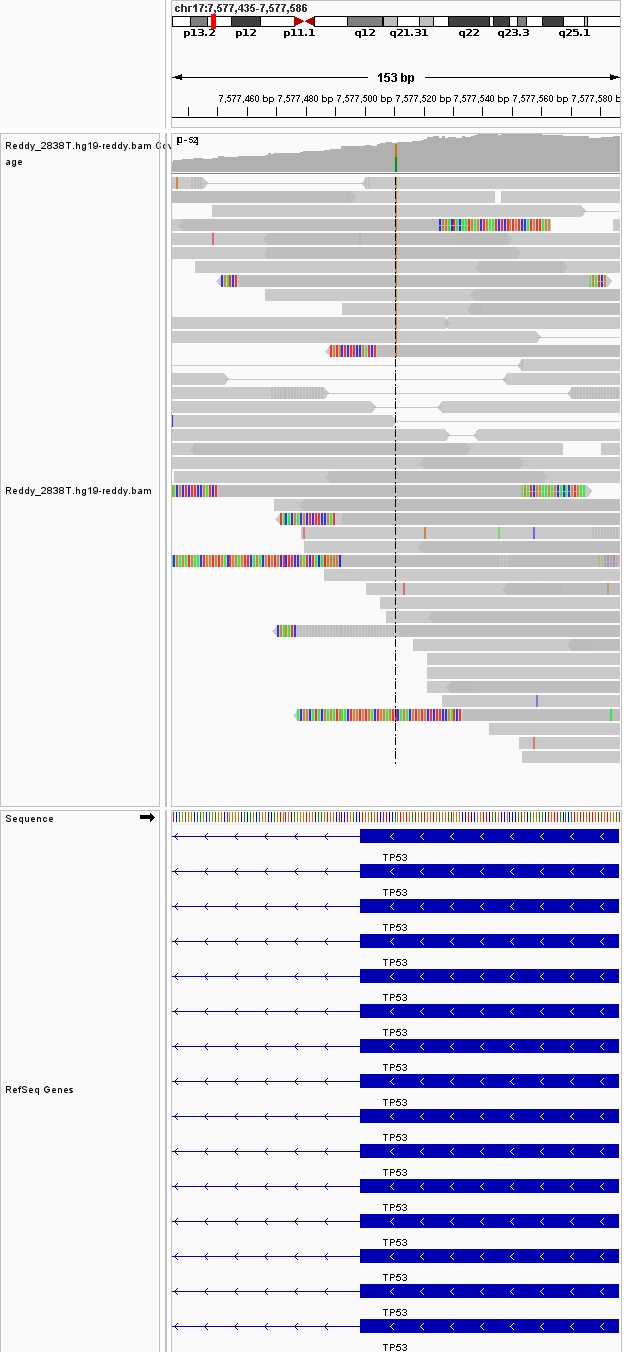 chr17:7,577,435-7,577,586
p13.2 p12 p11.1 q12 q21.31 q22 q23.3 q25.1
153 bp
7,577,460 bp 7,577,480 bp 7,577,500 bp 7,577,520 bp 7,577,540 bp 7,577,560 bp 7,577,580 b
Reddy_2838T.hg19-reddy.bam Cov
age
[0 - 52]
Reddy_2838T.hg19-reddy.bam
Sequence
TP53
TP53
TP53
TP53
TP53
TP53
TP53
RefSeq Genes
TP53
TP53
TP53
TP53
TP53
TP53
TP53
TP53